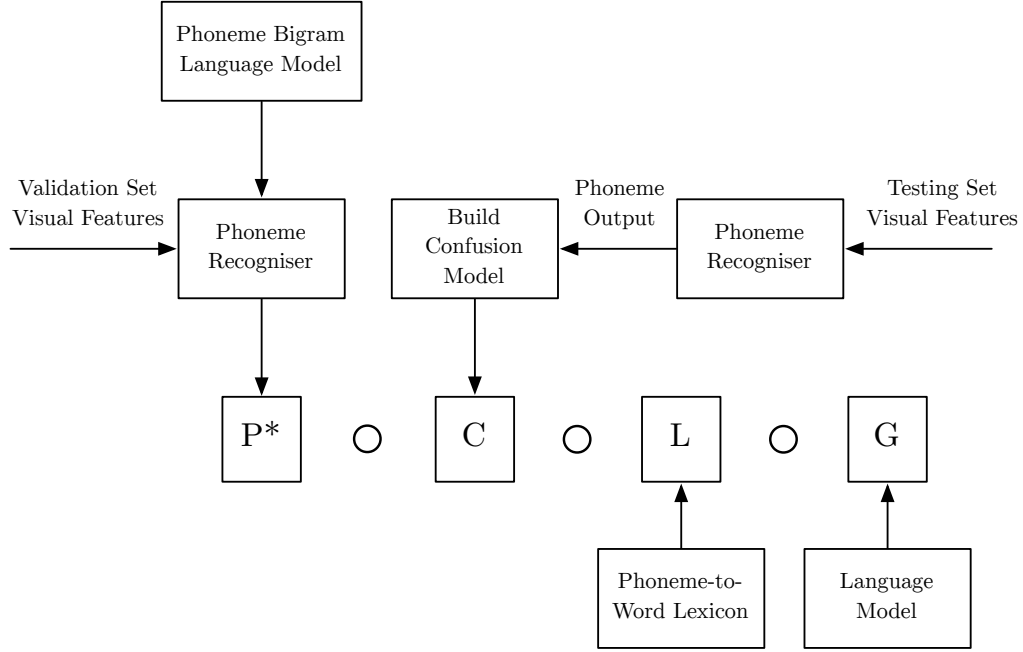 Phoneme Bigram
Language Model
Validation Set
Visual Features
Phoneme
Recogniser
Build
Confusion
Model
Phoneme
Output
Phoneme
Recogniser
Testing Set
Visual Features
P*
C
L
G
Phoneme-to-
Word Lexicon
Language
Model